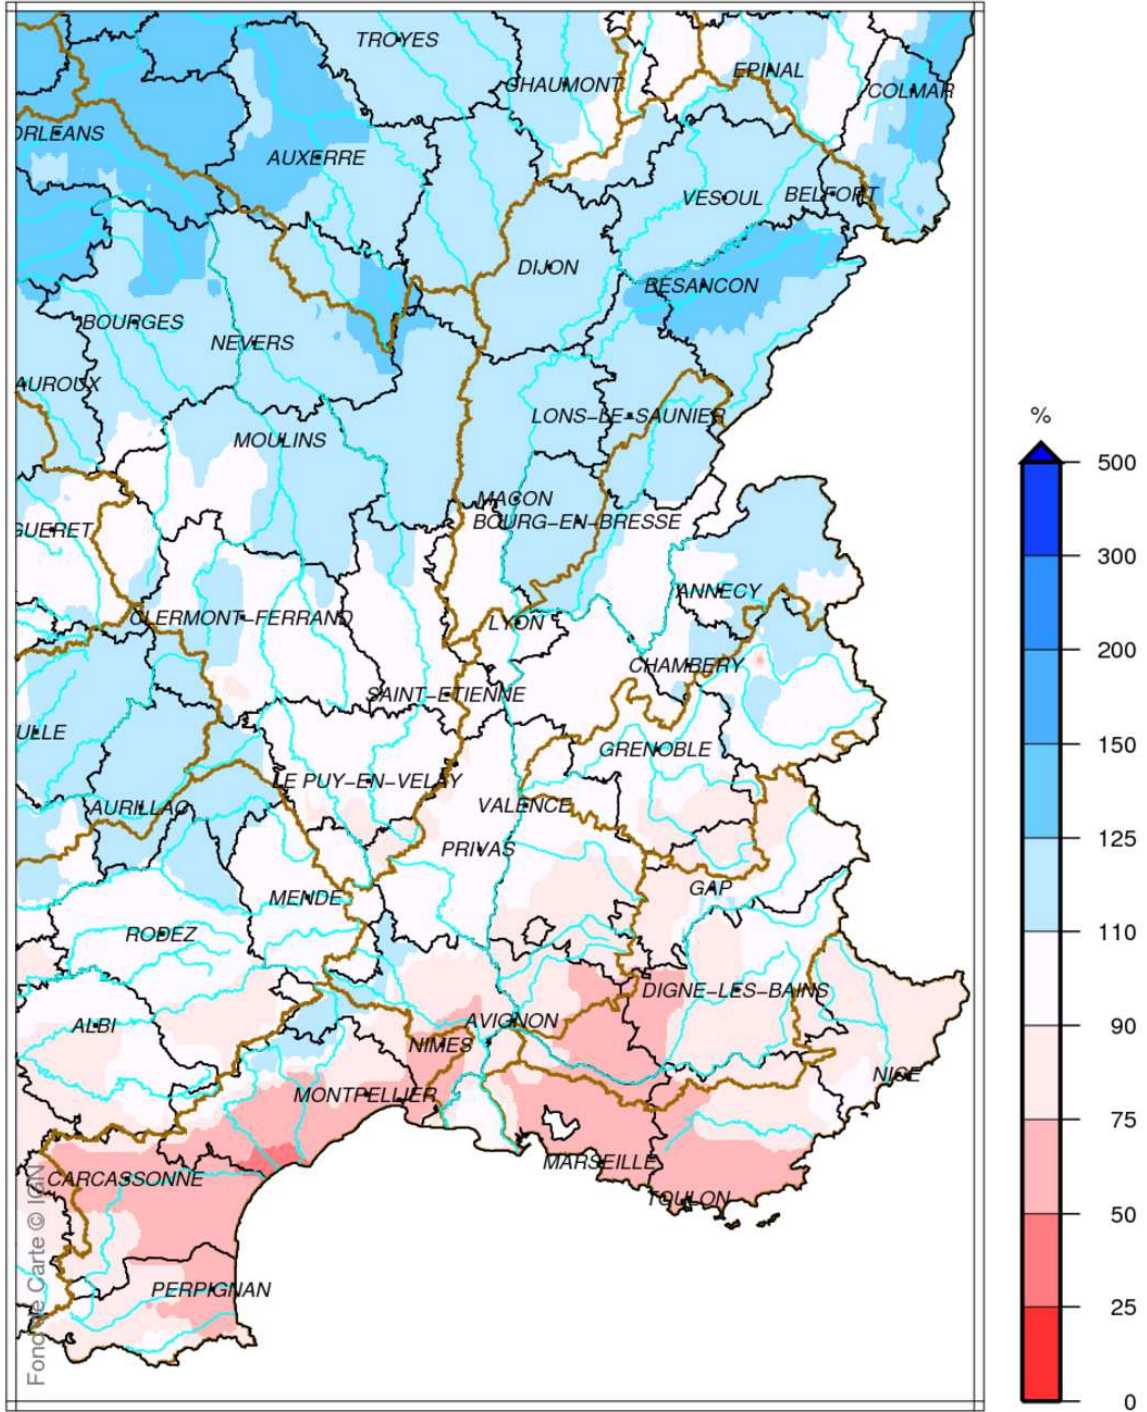 TROYES
CHAUMONT
EPINAL
COLMAR
ORLEANS
AUXERRE
VESOUL
BELFORT
DIJON
BESANCON
BOURGES
NEVERS
AUROUX
LONS-LE-SAUNIER
MOULINS
MACON
BOURG-EN-BRESSE
GUERET
ANNECY
CLERMONT-FERRAND
LYON
CHAMBERY
SAINT-ETIENNE
ULLE
GRENOBLE
LE PUY-EN-VELAY
AURILLAC
VALENCE
PRIVAS
GAP
MENDE
RODEZ
DIGNE-LES-BAINS
ALBI
AVIGNON
NIMES
NICE
MONTPELLIER
MARSEILLE
CARCASSONNE
TOULON
PERPIGNAN
Fond de Carte © IGN
%
500
300
200
150
125
110
90
75
50
25
0